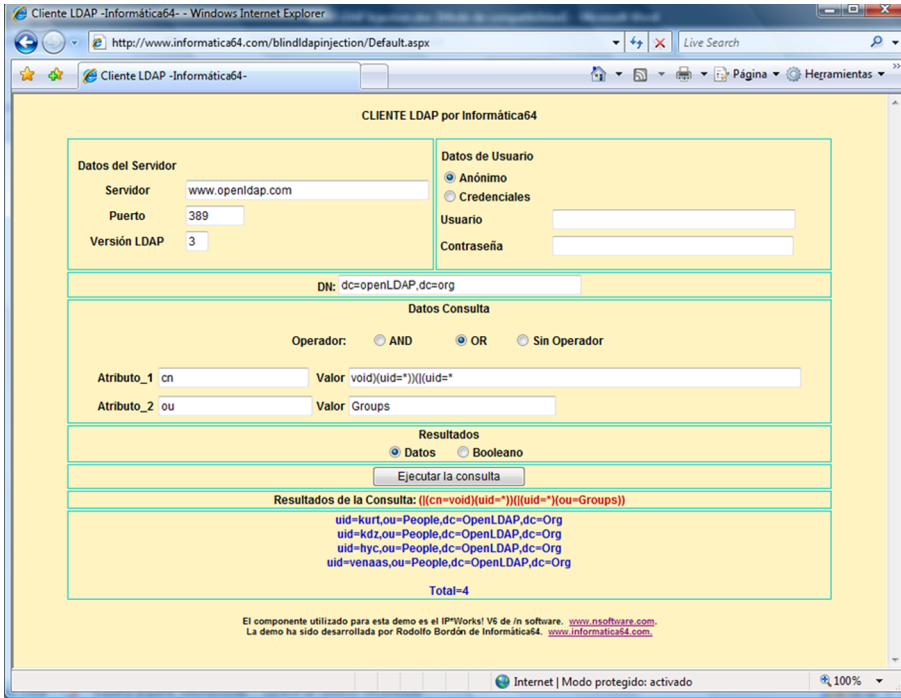 Cliente LDAP -Informática64- - Windows Internet Explorer
http://www.informatica64.com/blindldapinjection/Default.aspx
Live Search
Cliente LDAP -Informática64-
Página
Herramientas
CLIENTE LDAP por Informática64
Datos del Servidor
Servidor www.openldap.com
Puerto 389
Versión LDAP 3
Datos de Usuario
Anónimo
Credenciales
Usuario
Contraseña
DN: dc=openLDAP,dc=org
Datos Consulta
Operador: AND OR Sin Operador
Atributo_1 cn Valor void)(uid=*))(|(uid=*
Atributo_2 ou Valor Groups
Resultados
Datos Booleano
Ejecutar la consulta
Resultados de la Consulta: (|(cn=void)(uid=*))(|(uid=*)(ou=Groups))
uid=kurt,ou=People,dc=OpenLDAP,dc=Org
uid=kdz,ou=People,dc=OpenLDAP,dc=Org
uid=hyc,ou=People,dc=OpenLDAP,dc=Org
uid=venaas,ou=People,dc=OpenLDAP,dc=Org
Total=4
El componente utilizado para esta demo es el IP*Works! V6 de /n software. www.nsoftware.com.
La demo ha sido desarrollada por Rodolfo Bordón de Informática64. www.informatica64.com.
Internet | Modo protegido: activado
100%